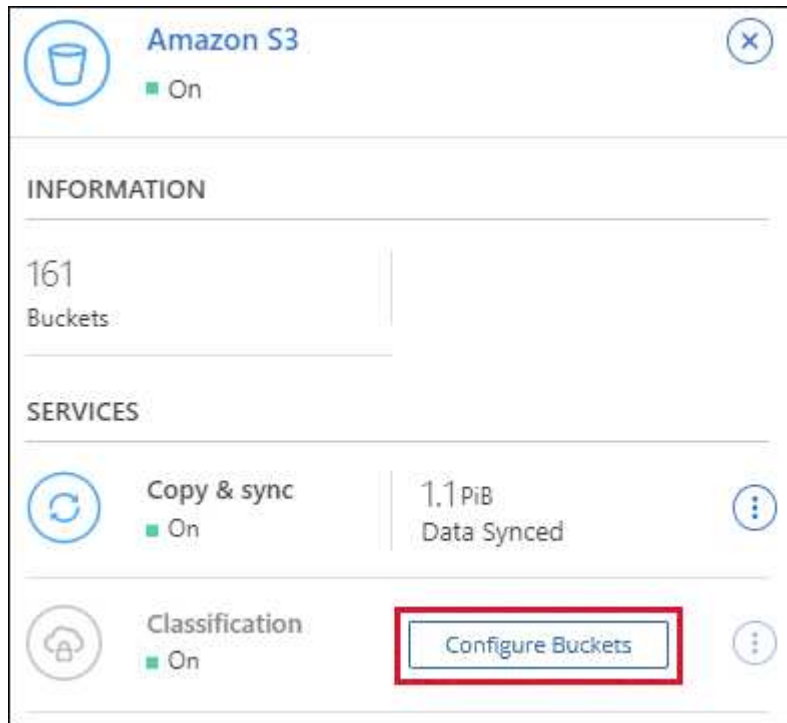 Amazon S3
On
INFORMATION
161
Buckets
SERVICES
Copy & sync
On
1.1 PiB
Data Synced
Classification
On
Configure Buckets